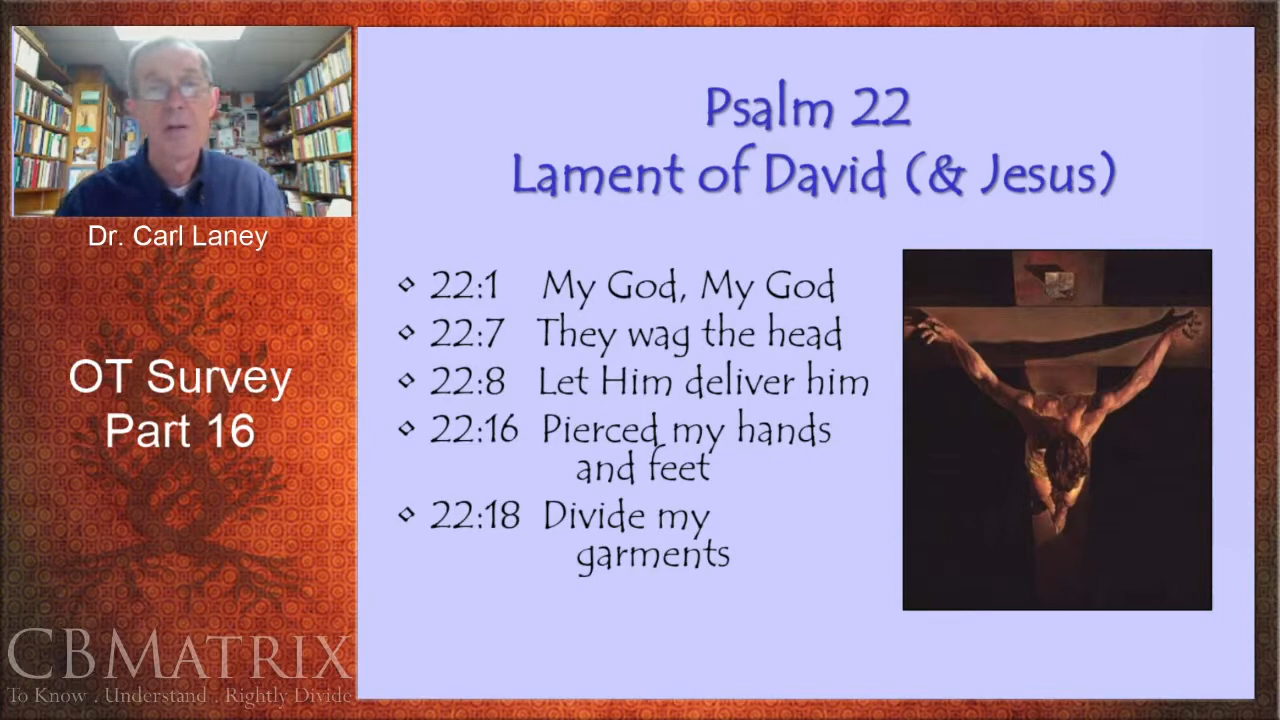 Dr. Carl Laney
OT Survey
Part 16
CBMATRIX
To Know . Understand . Rightly Divide
Psalm 22
Lament of David (& Jesus)
22:1 My God, My God
22:7 They wag the head
22:8 Let Him deliver him
22:16 Pierced my hands
and feet
22:18 Divide my
garments